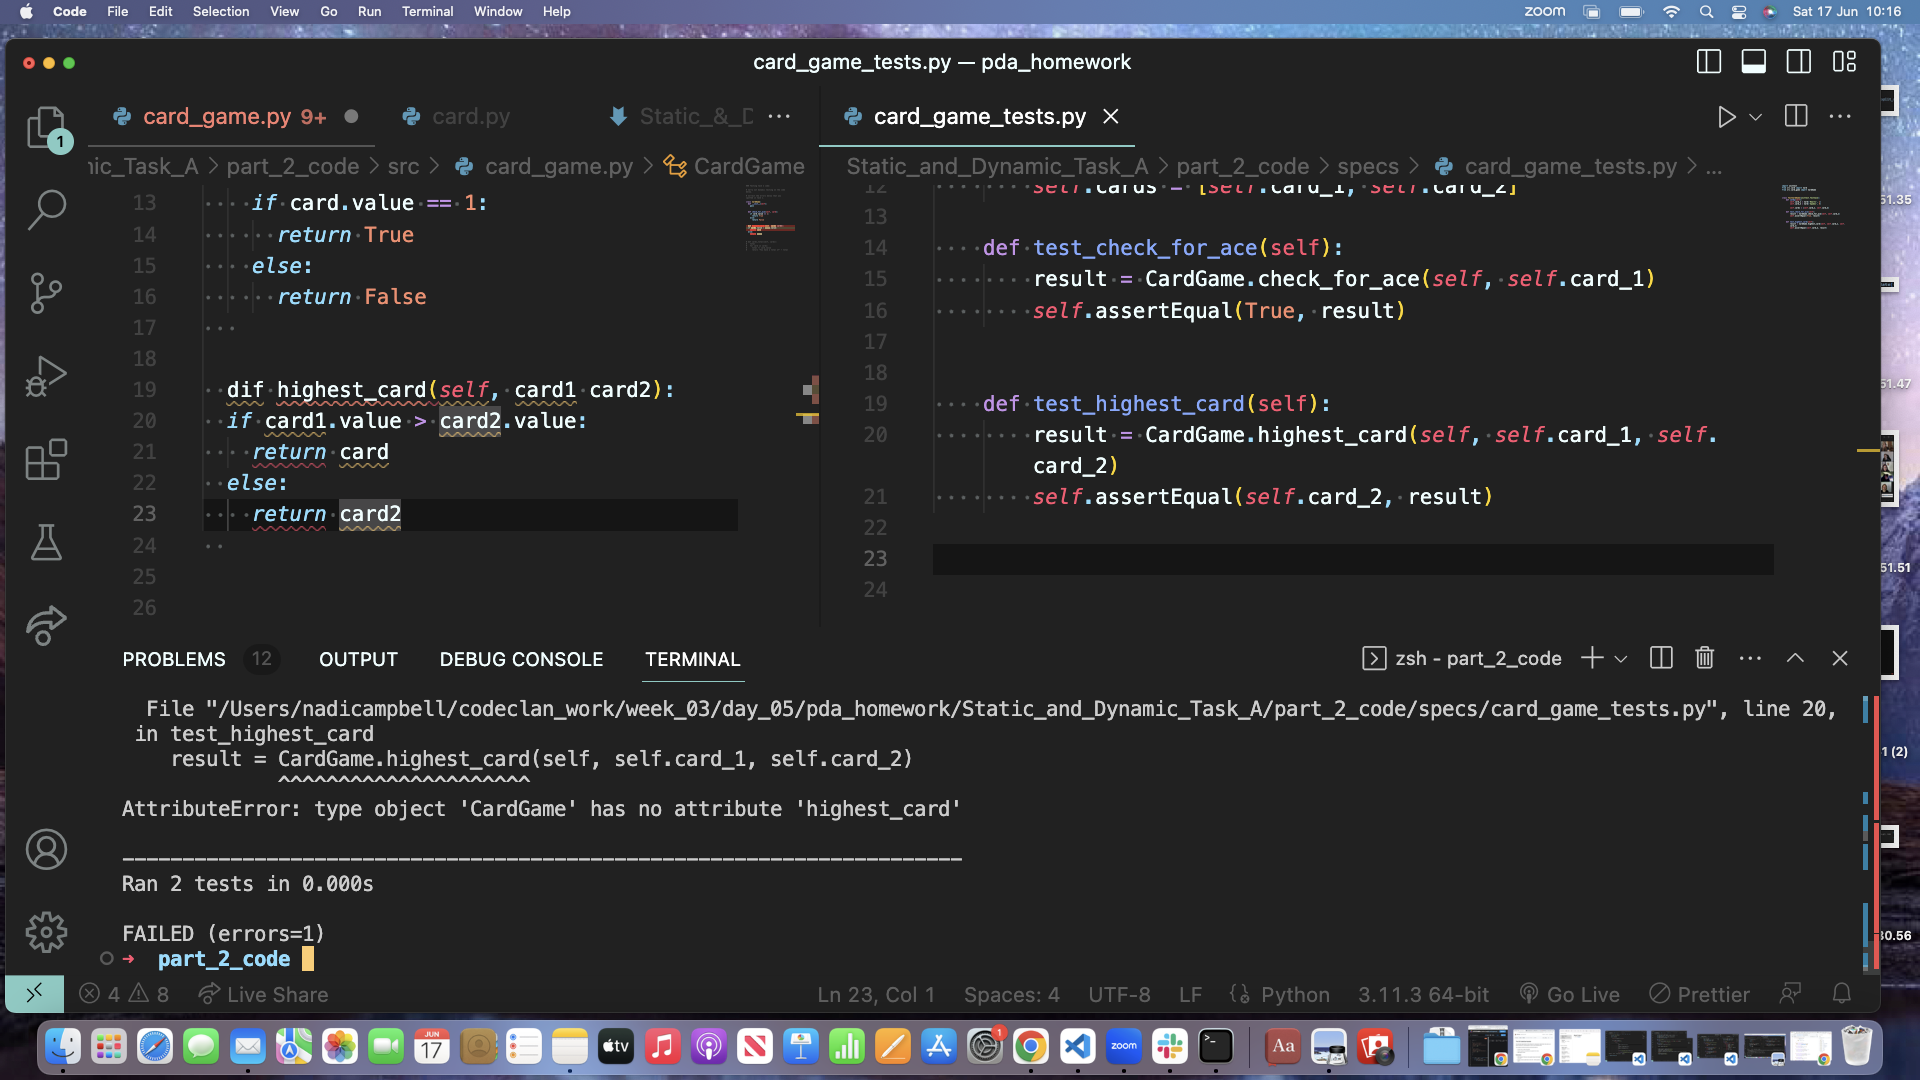 Code File Edit Selection View Go Run Terminal Window Help
zoom
Sat 17 Jun 10:16
card_game_tests.py — pda_homework
card_game.py 9+
card.py
Static_&_D
card_game_tests.py
nic_Task_A > part_2_code > src > card_game.py > CardGame
Static_and_Dynamic_Task_A > part_2_code > specs > card_game_tests.py > ...
13 if card.value == 1:
14 return True
15 else:
16 return False
17
18
19 dif highest_card(self, card1 card2):
20 if card1.value > card2.value:
21 return card
22 else:
23 return card2
24
25
26
12 self.cards = [self.card_1, self.card_2]
13
14 def test_check_for_ace(self):
15 result = CardGame.check_for_ace(self, self.card_1)
16 self.assertEqual(True, result)
17
18
19 def test_highest_card(self):
20 result = CardGame.highest_card(self, self.card_1, self.
card_2)
21 self.assertEqual(self.card_2, result)
22
23
24
1
PROBLEMS 12 OUTPUT DEBUG CONSOLE TERMINAL
zsh - part_2_code
File "/Users/nadicampbell/codeclan_work/week_03/day_05/pda_homework/Static_and_Dynamic_Task_A/part_2_code/specs/card_game_tests.py", line 20,
in test_highest_card
result = CardGame.highest_card(self, self.card_1, self.card_2)
^^^^^^^^^^^^^^^^^^^^^
AttributeError: type object 'CardGame' has no attribute 'highest_card'
----------------------------------------------------------------------
Ran 2 tests in 0.000s
FAILED (errors=1)
➜ part_2_code
4 8 Live Share
Ln 23, Col 1 Spaces: 4 UTF-8 LF Python 3.11.3 64-bit Go Live Prettier
51.35
51.47
51.51
1 (2)
30.56
JUN
17
tv
1
zoom
Aa